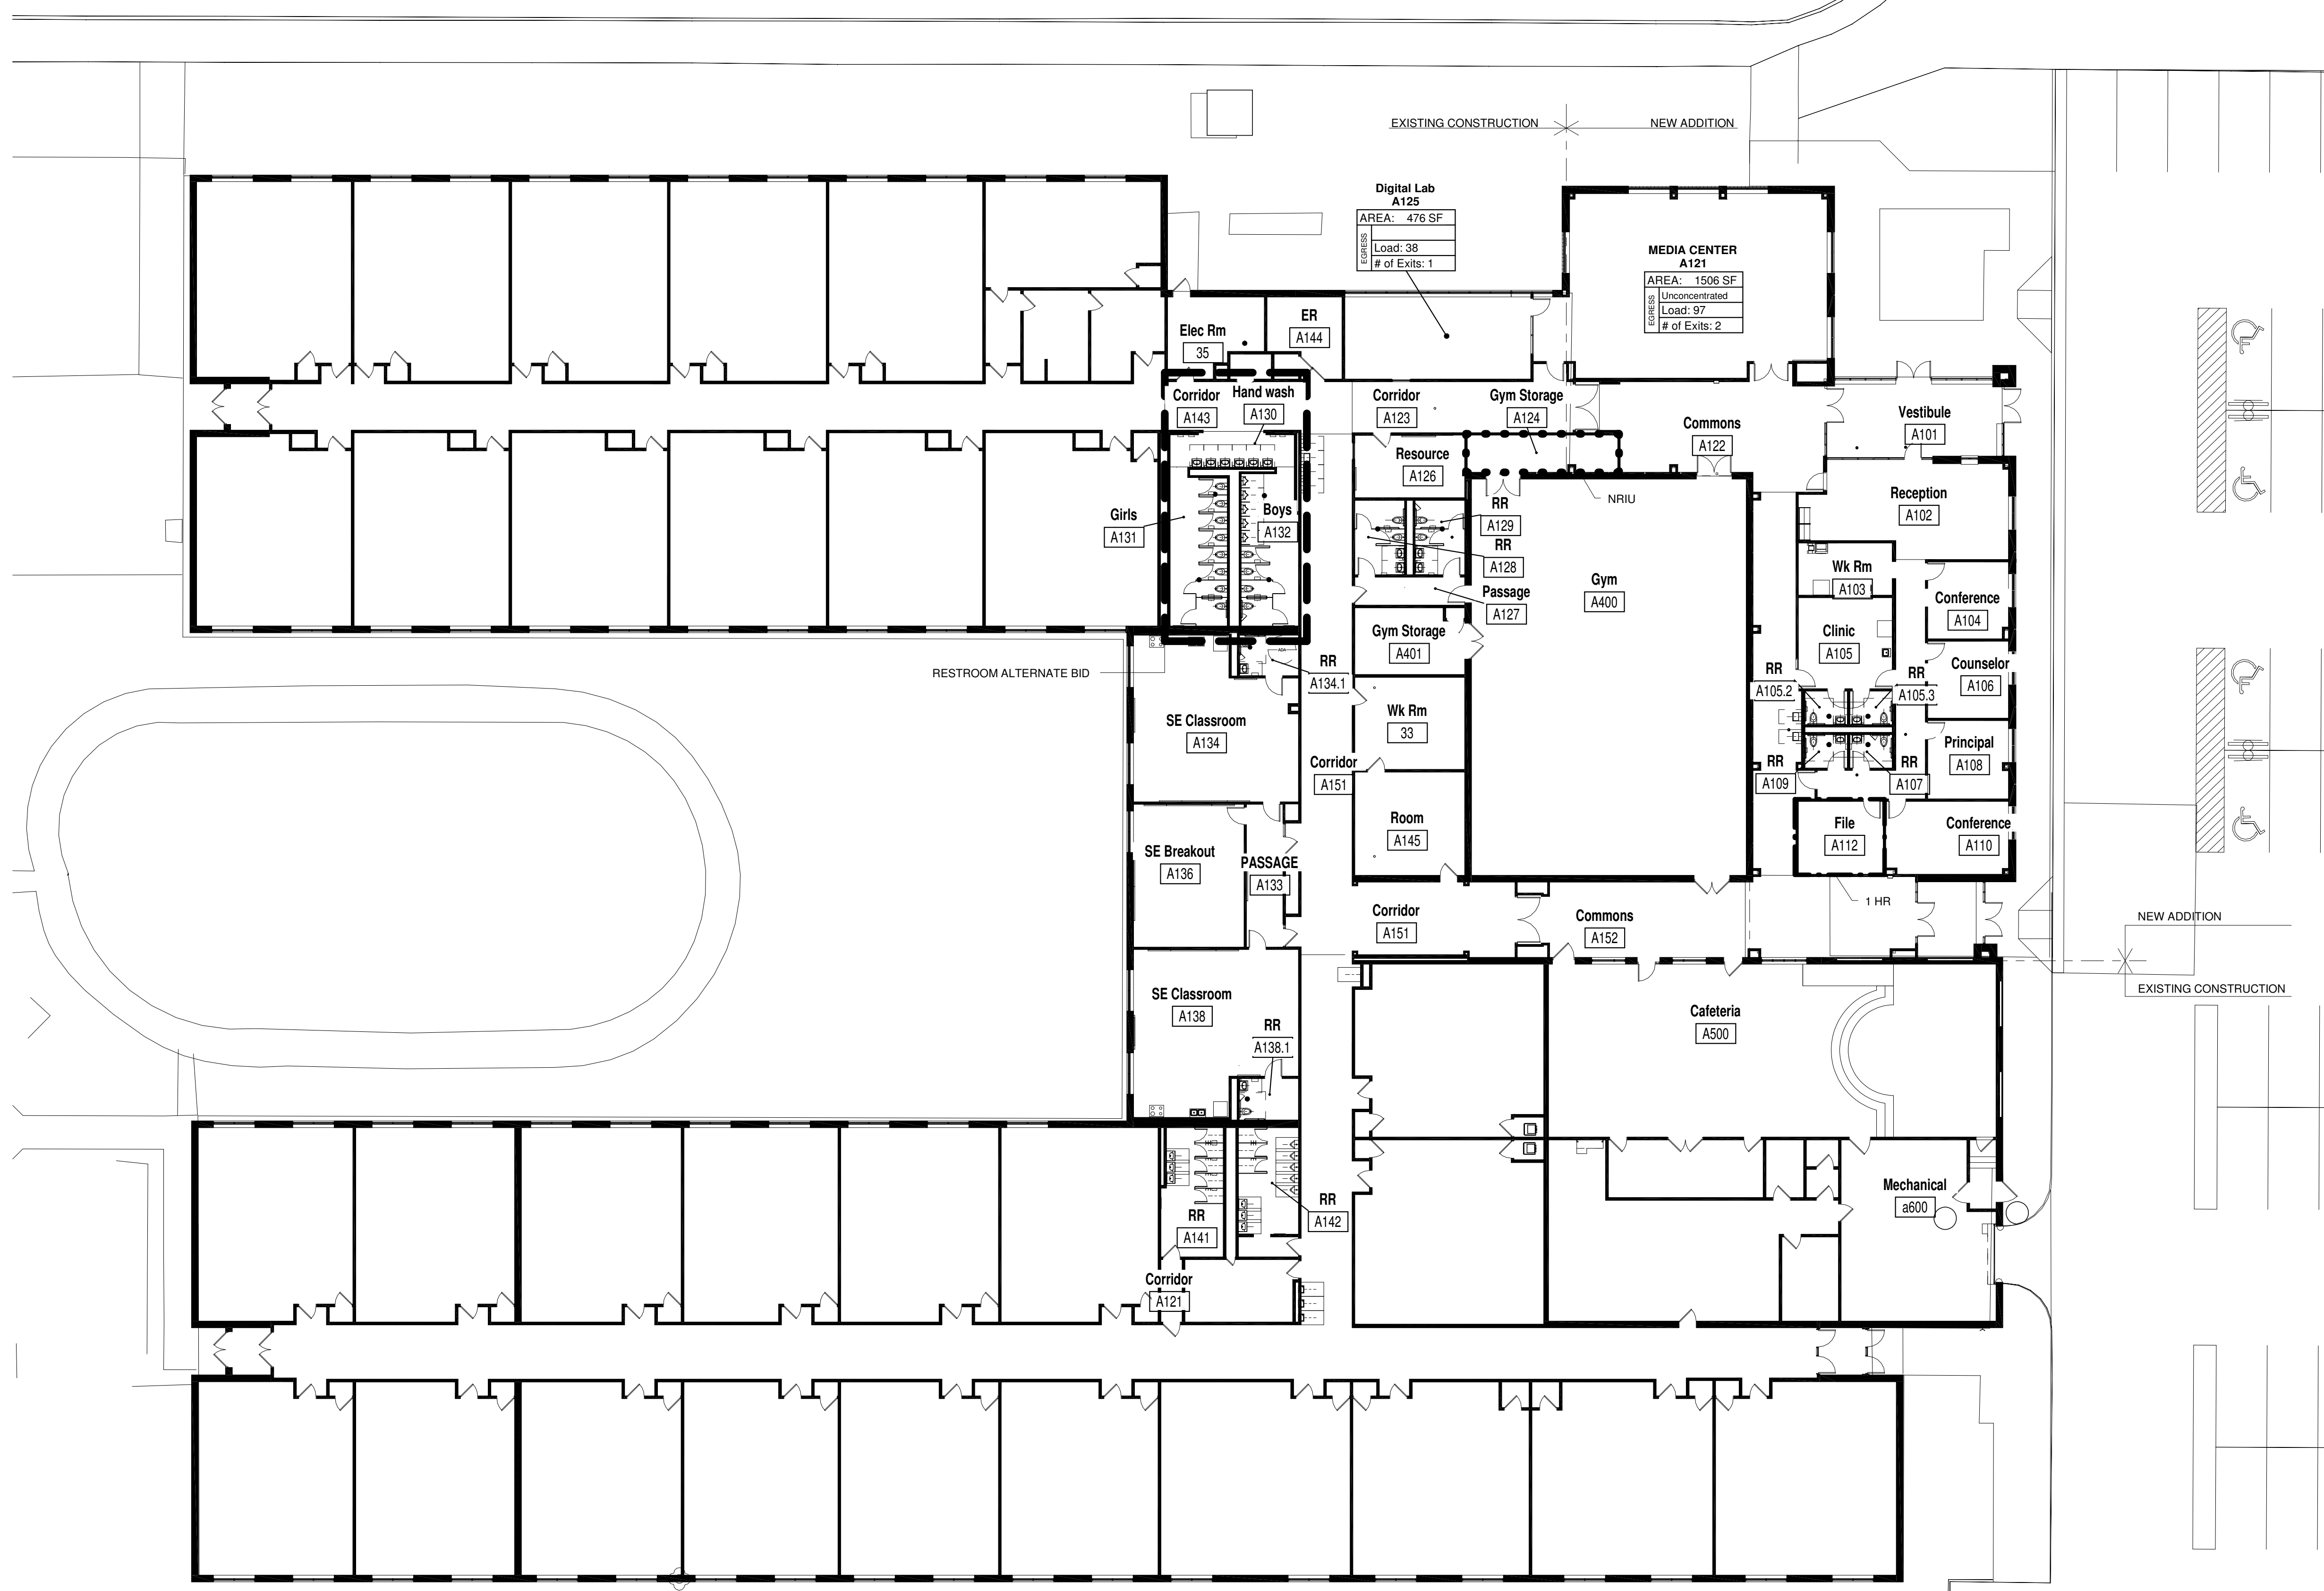 EXISTING CONSTRUCTION
NEW ADDITION
Digital Lab
A125
AREA: 476 SF
EGRESS
Load: 38
# of Exits: 1
MEDIA CENTER
A121
AREA: 1506 SF
EGRESS
Unconcentrated
Load: 97
# of Exits: 2
Elec Rm
35
ER
A144
Corridor
A143
Hand wash
A130
Corridor
A123
Gym Storage
A124
Commons
A122
Vestibule
A101
Resource
A126
NRIU
Reception
A102
Girls
A131
Boys
A132
RR
A129
RR
A128
Passage
A127
Gym
A400
Wk Rm
A103
Conference
A104
Gym Storage
A401
Clinic
A105
Counselor
A106
RESTROOM ALTERNATE BID
ADA
RR
A134.1
RR
A105.2
RR
A105.3
SE Classroom
A134
Wk Rm
33
Principal
A108
Corridor
A151
RR
A109
RR
A107
Room
A145
File
A112
Conference
A110
SE Breakout
A136
PASSAGE
A133
1 HR
Corridor
A151
Commons
A152
NEW ADDITION
EXISTING CONSTRUCTION
SE Classroom
A138
RR
A138.1
Cafeteria
A500
Mechanical
a600
RR
A142
RR
A141
Corridor
A121